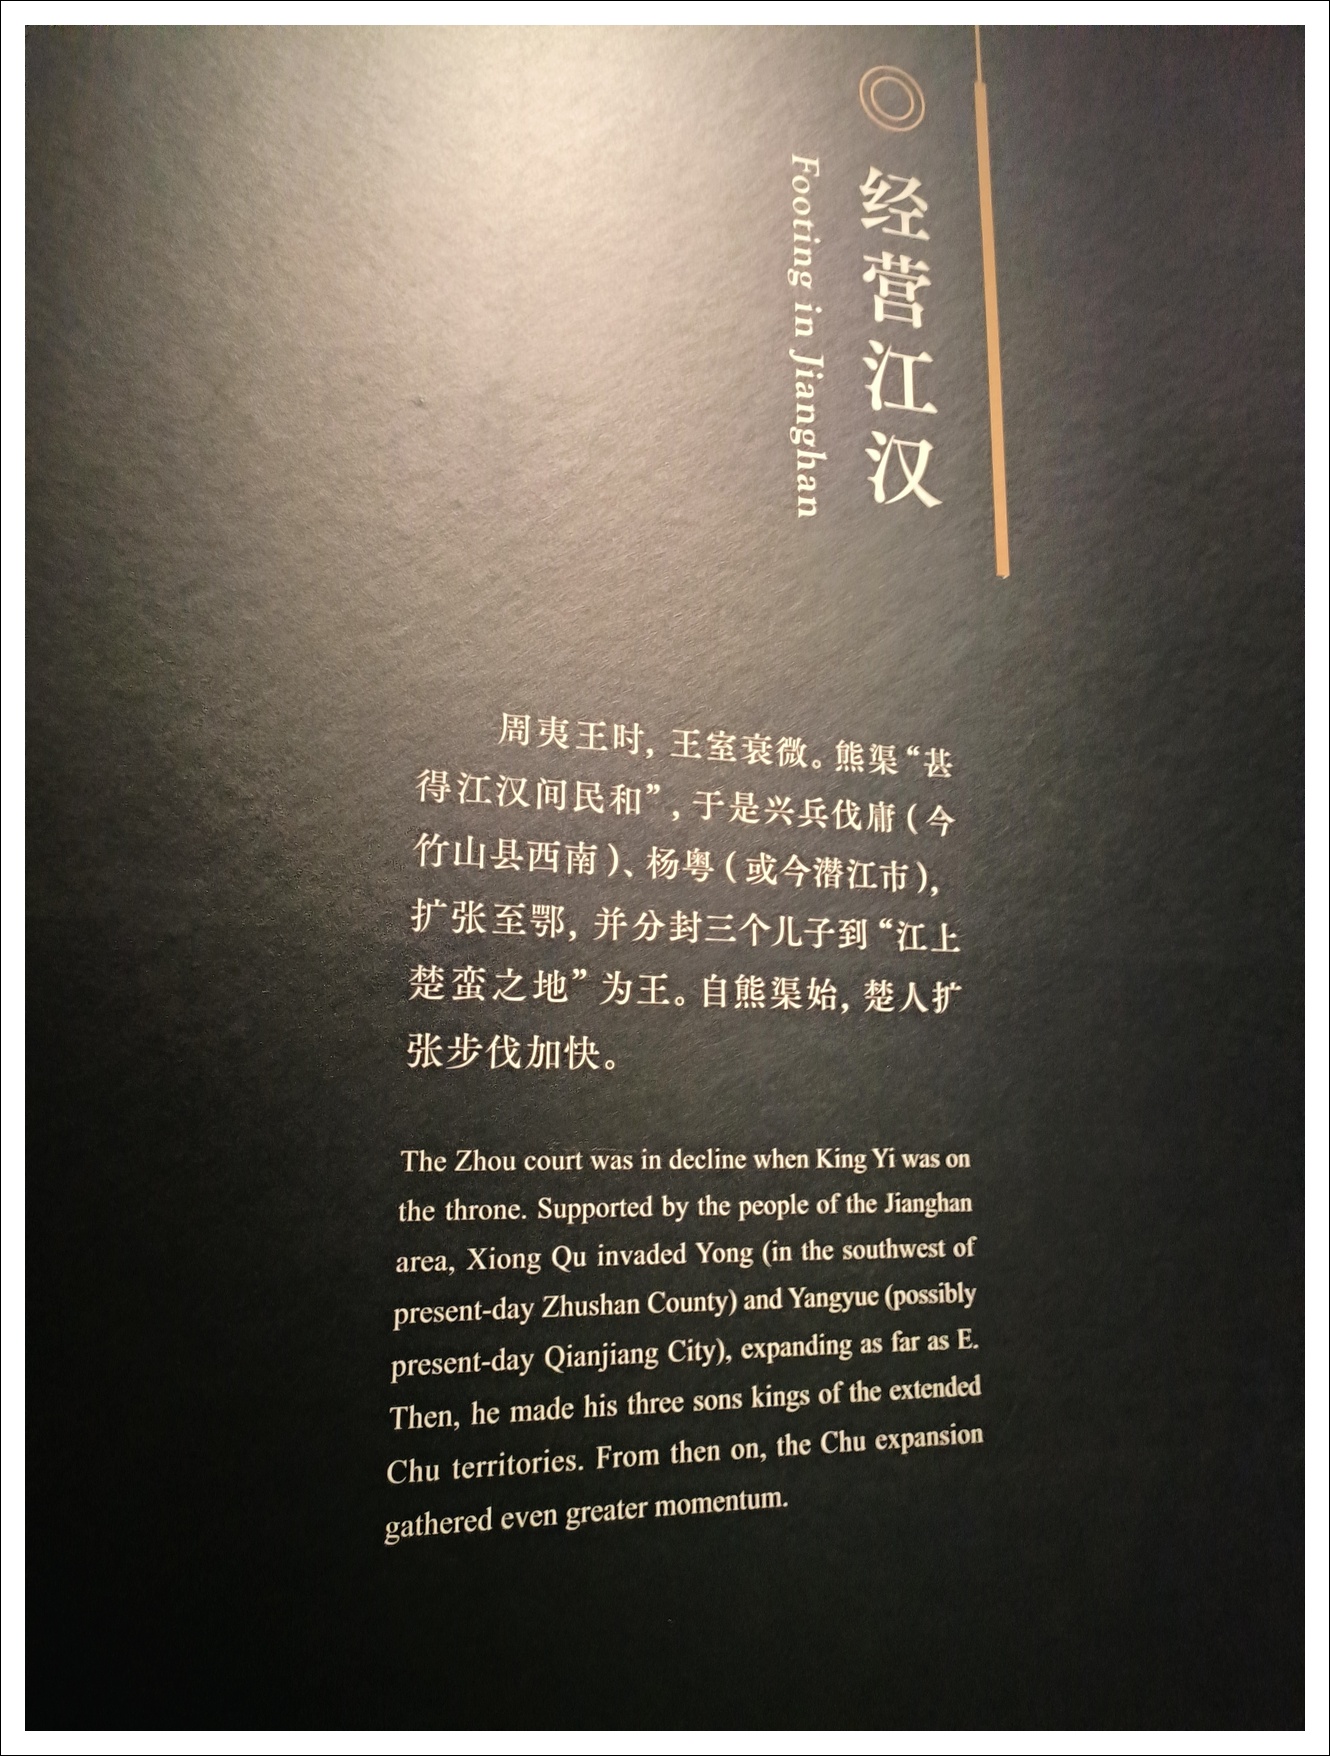 经营江汉
Footing in Jianghan
周夷王时，王室衰微。熊渠“甚
得江汉间民和”，于是兴兵伐庸（今
竹山县西南）、杨粤（或今潜江市），
扩张至鄂，并分封三个儿子到“江上
楚蛮之地”为王。自熊渠始，楚人扩
张步伐加快。
The Zhou court was in decline when King Yi was on
the throne. Supported by the people of the Jianghan
area, Xiong Qu invaded Yong (in the southwest of
present-day Zhushan County) and Yangyue (possibly
present-day Qianjiang City), expanding as far as E.
Then, he made his three sons kings of the extended
Chu territories. From then on, the Chu expansion
gathered even greater momentum.